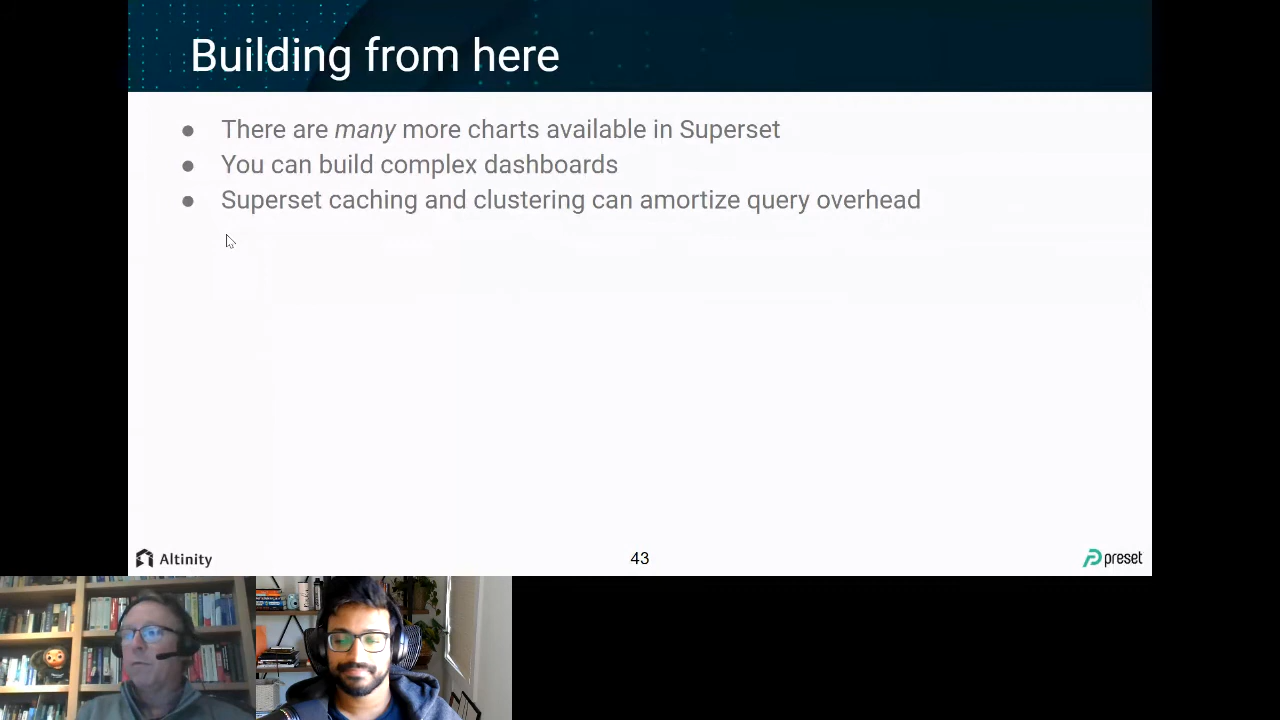 Building from here
● There are many more charts available in Superset
● You can build complex dashboards
● Superset caching and clustering can amortize query overhead
Altinity
43
preset